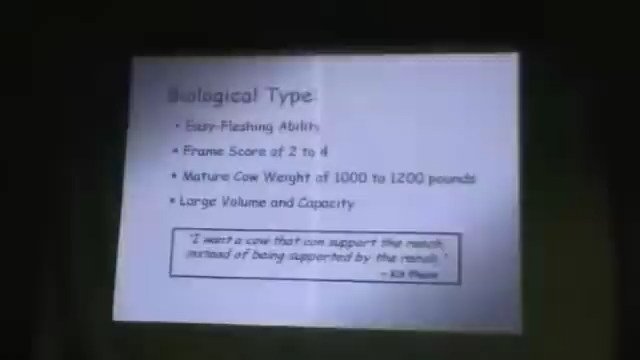 Biological Type:
• Easy-Fleshing Ability
• Frame Score of 2 to 4
• Mature Cow Weight of 1000 to 1200 pounds
• Large Volume and Capacity
"I want a cow that can support the ranch,
instead of being supported by the ranch."
- Kit